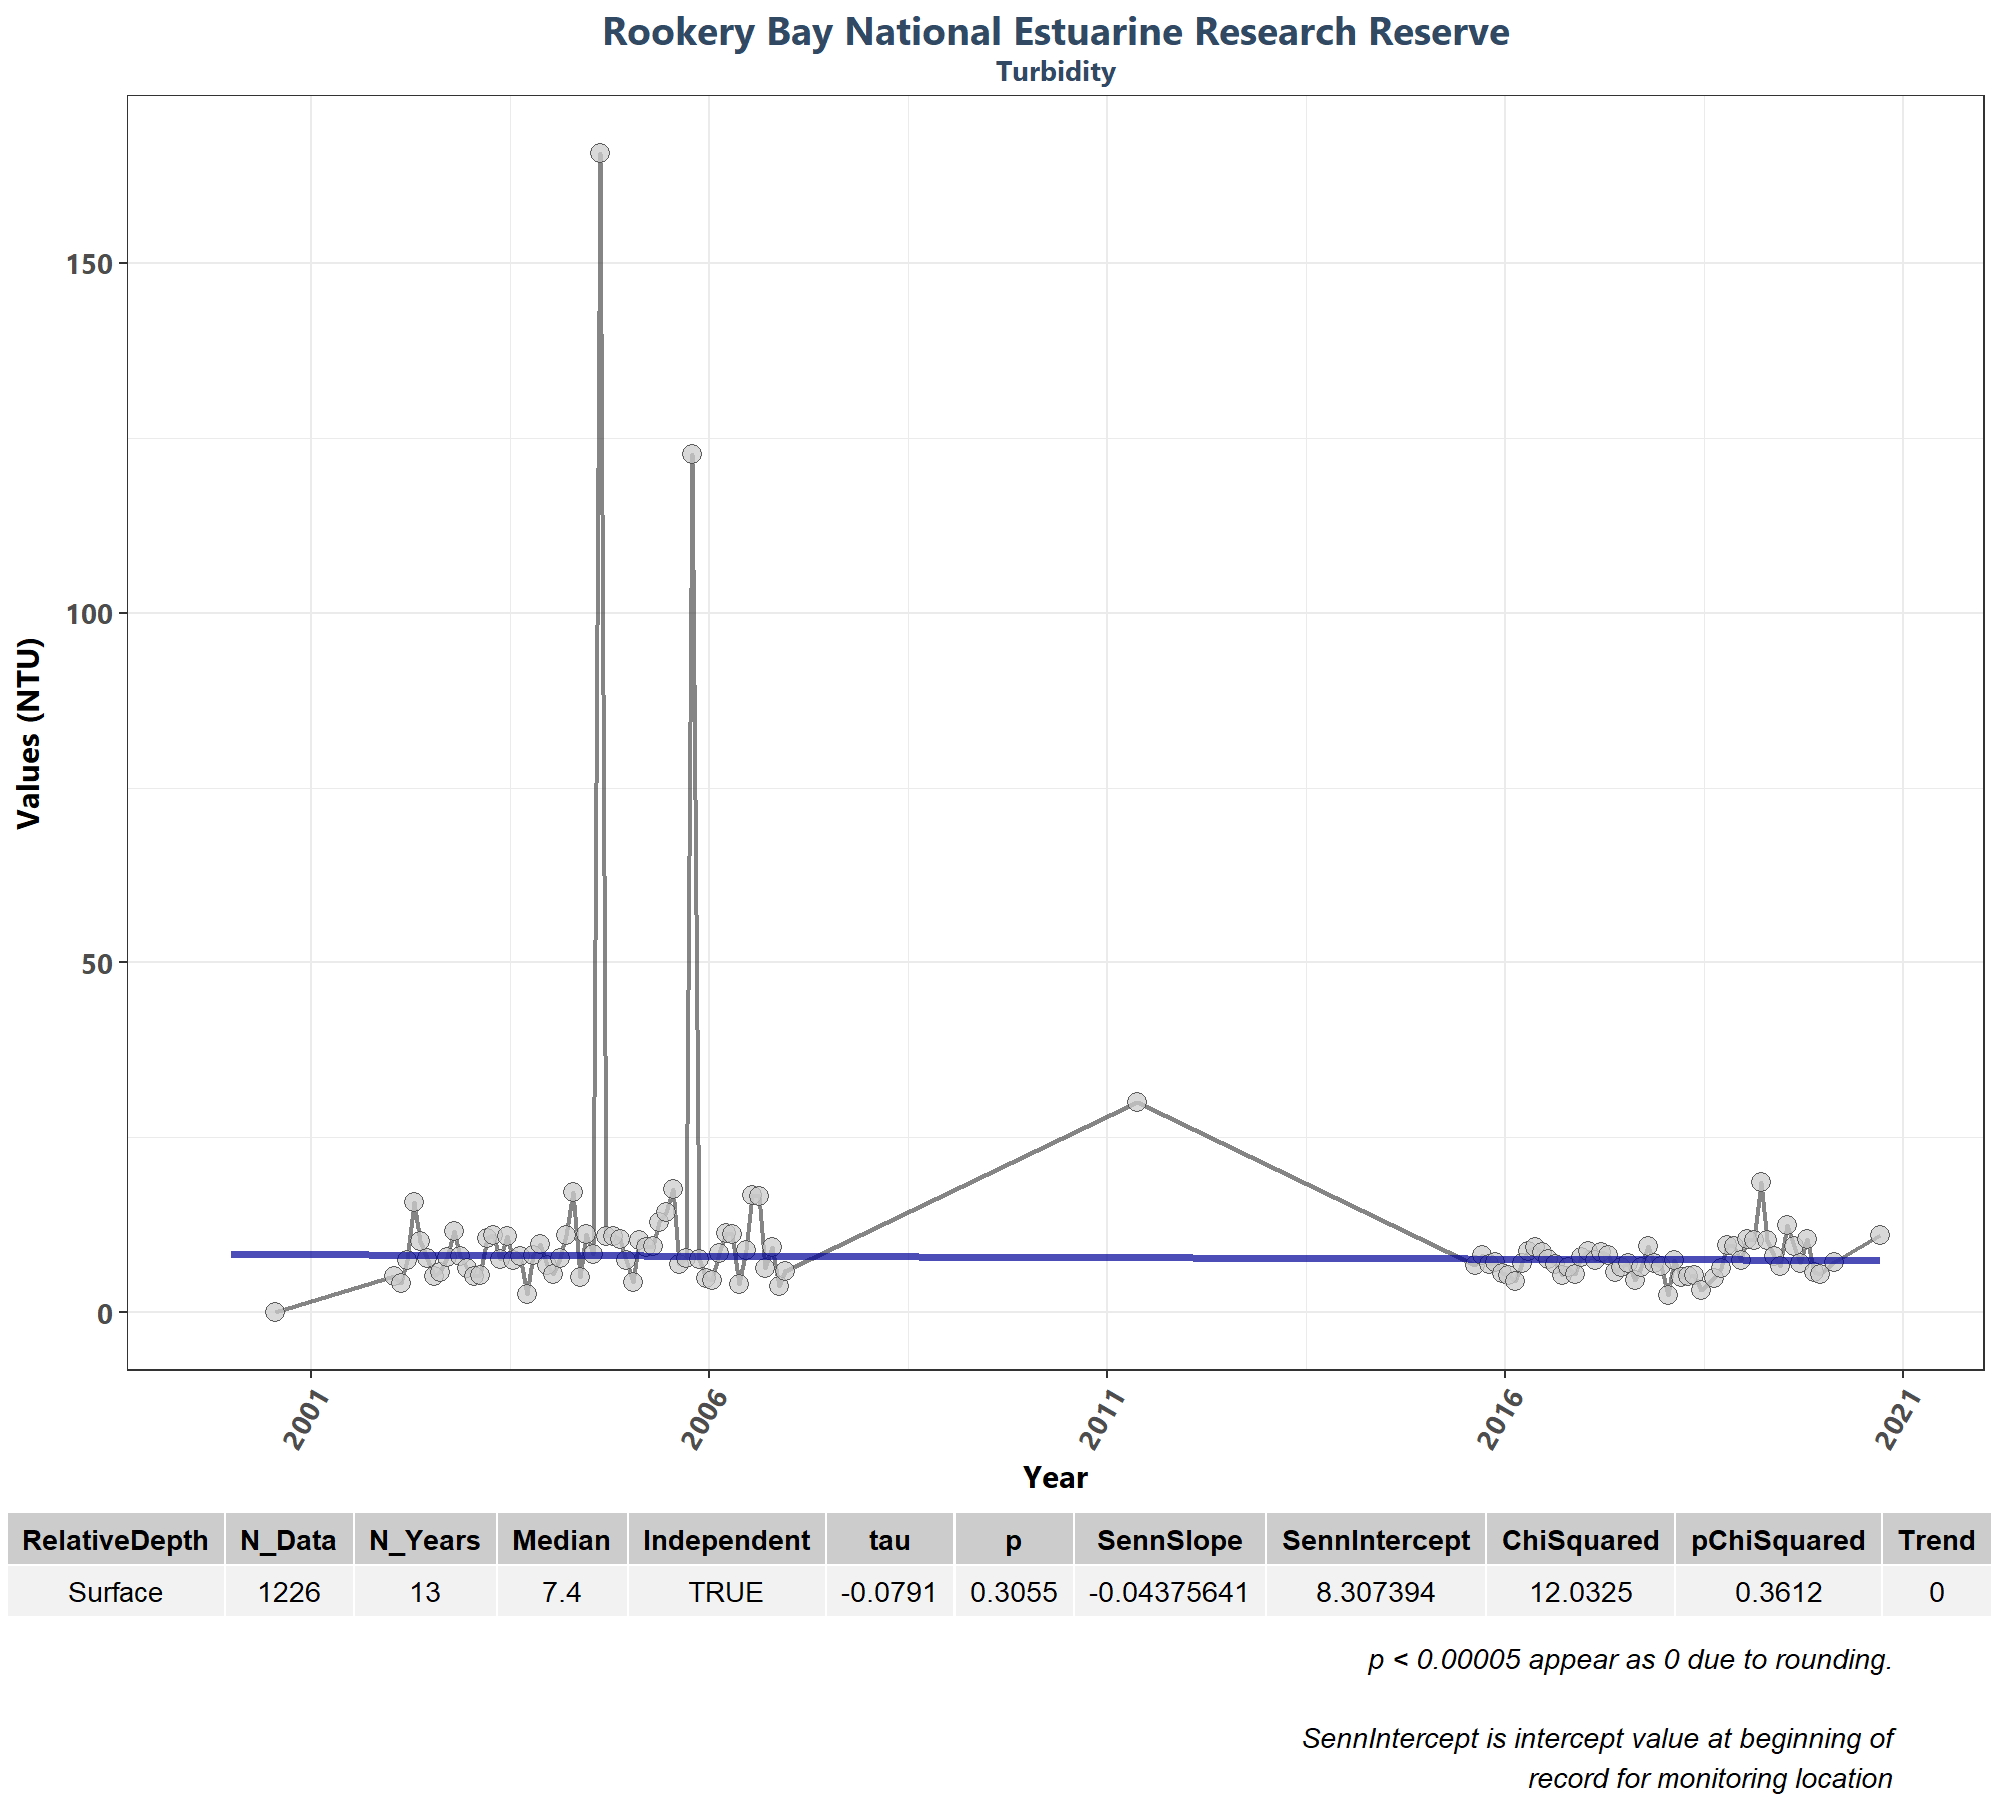 Rookery Bay National Estuarine Research Reserve
Turbidity
Values (NTU)
150
100
50
0
2001 2006 2011 2016 2021
Year
RelativeDepth N_Data N_Years Median Independent tau p SennSlope SennIntercept ChiSquared pChiSquared Trend
Surface 1226 13 7.4 TRUE -0.0791 0.3055 -0.04375641 8.307394 12.0325 0.3612 0
p < 0.00005 appear as 0 due to rounding.
SennIntercept is intercept value at beginning of
record for monitoring location